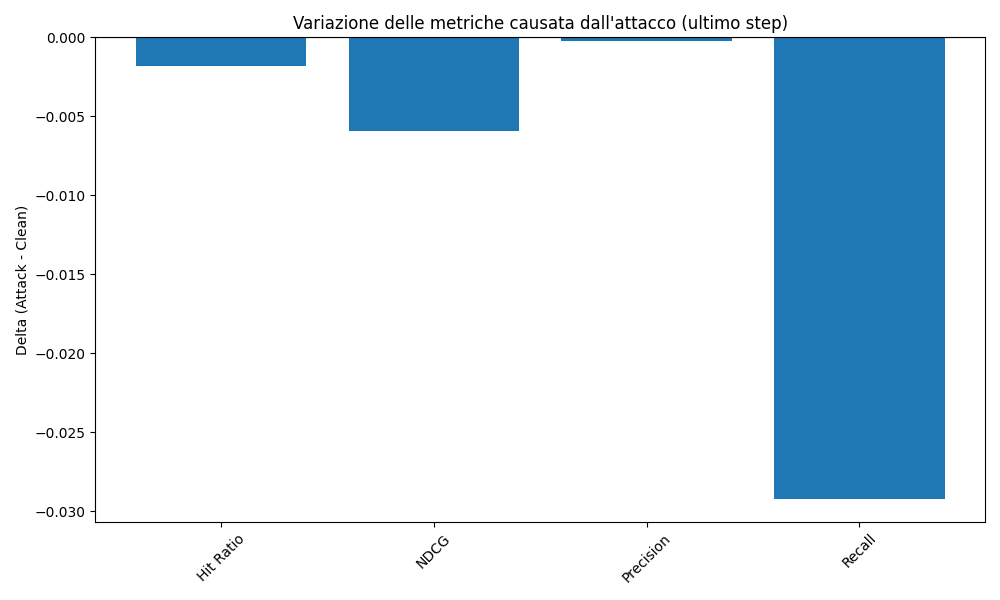 Variazione delle metriche causata dall'attacco (ultimo step)
Delta (Attack - Clean)
0.000
−0.005
−0.010
−0.015
−0.020
−0.025
−0.030
Hit Ratio
NDCG
Precision
Recall